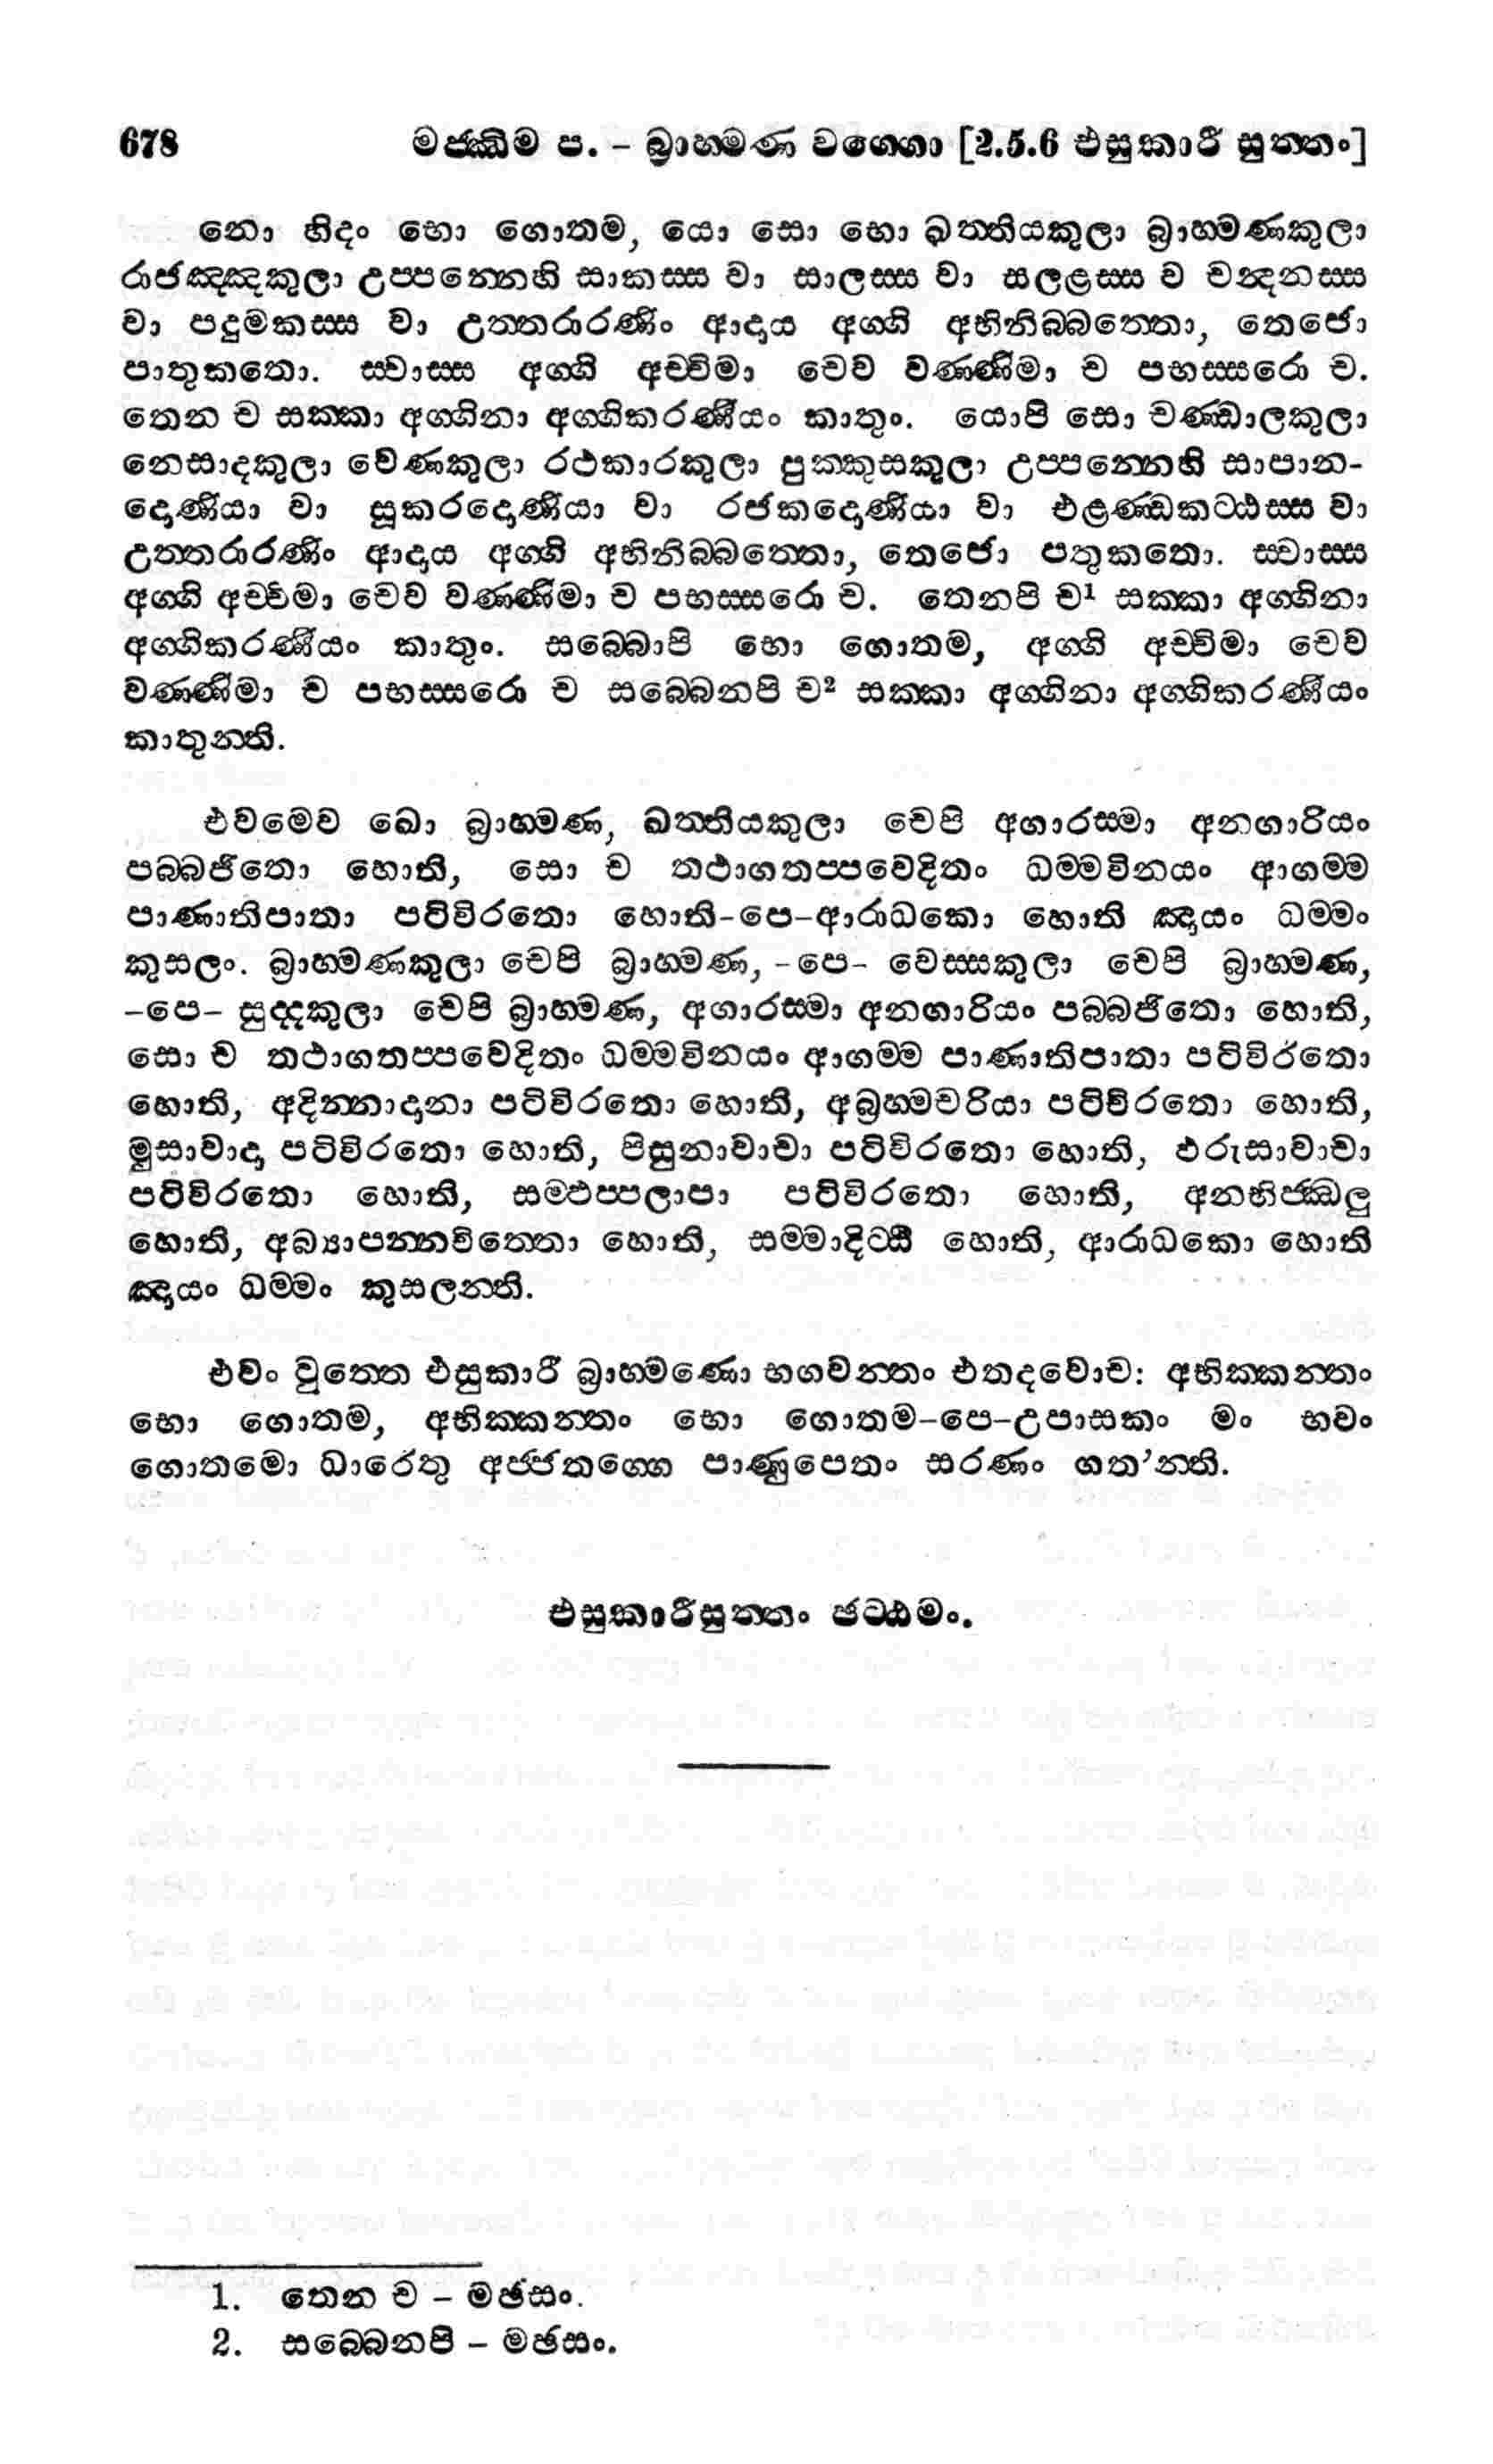 678 මජ්ඣිම ප. – බ්‍රාහ්මණ වග්ගො [2.5.6 එසුකාරී සුත්තං]
නො හිදං භො ගොතම, යො සො භො ඛත්තියකුලා බ්‍රාහ්මණකුලා
රාජඤ්ඤකුලා උප්පන්නෙහි සාකස්ස වා සාලස්ස වා සලළස්ස ව චන්දනස්ස
වා පදුමකස්ස වා උත්තරාරණිං ආදාය අග්ගි අභිනිබ්බත්තො, තෙජො
පාතුකතො. ස්වාස්ස අග්ගි අච්චිමා චෙව වණ්ණිමා ච පභස්සරො ච.
තෙන ච සක්කා අග්ගිනා අග්ගිකරණීයං කාතුං. යොපි සො චණ්ඩාලකුලා
නෙසාදකුලා වේණකුලා රථකාරකුලා පුක්කුසකුලා උප්පන්නෙහි සාපාන-
දොණියා වා සූකරදොණියා වා රජකදොණියා වා එළණ්ඩකට්ඨස්ස වා
උත්තරාරණිං ආදාය අග්ගි අභිනිබ්බත්තො, තෙජො පතුකතො. ස්වාස්ස
අග්ගි අච්චිමා චෙව වණ්ණිමා ච පභස්සරො ච. තෙනපි ච¹ සක්කා අග්ගිනා
අග්ගිකරණීයං කාතුං. සබ්බොපි භො ගොතම, අග්ගි අච්චිමා චෙව
වණ්ණිමා ච පභස්සරො ච සබ්බෙනපි ච² සක්කා අග්ගිනා අග්ගිකරණීයං
කාතුන්ති.
එවමෙව ඛො බ්‍රාහ්මණ, ඛත්තියකුලා චෙපි අගාරස්මා අනගාරියං
පබ්බජිතො හොති, සො ච තථාගතප්පවෙදිතං ධම්මවිනයං ආගම්ම
පාණාතිපාතා පටිවිරතො හොති-පෙ-ආරාධකො හොති ඤායං ධම්මං
කුසලං. බ්‍රාහ්මණකුලා චෙපි බ්‍රාහ්මණ, -පෙ- වෙස්සකුලා චෙපි බ්‍රාහ්මණ,
-පෙ- සුද්දකුලා චෙපි බ්‍රාහ්මණ, අගාරස්මා අනගාරියං පබ්බජිතො හොති,
සො ච තථාගතප්පවෙදිතං ධම්මවිනයං ආගම්ම පාණාතිපාතා පටිවිරතො
හොති, අදින්නාදානා පටිවිරතො හොති, අබ්‍රහ්මචරියා පටිවිරතො හොති,
මුසාවාදා පටිවිරතො හොති, පිසුනාවාචා පටිවිරතො හොති, ඵරුසාවාචා
පටිවිරතො හොති, සම්ඵප්පලාපා පටිවිරතො හොති, අනභිජ්ඣාලු
හොති, අබ්‍යාපන්නචිත්තො හොති, සම්මාදිට්ඨි හොති, ආරාධකො හොති
ඤායං ධම්මං කුසලන්ති.
එවං වුත්තෙ එසුකාරී බ්‍රාහ්මණො භගවන්තං එතදවොච: අභික්කන්තං
භො ගොතම, අභික්කන්තං භො ගොතම-පෙ-උපාසකං මං භවං
ගොතමො ධාරෙතු අජ්ජතග්ගෙ පාණුපෙතං සරණං ගත’න්ති.
එසුකාරීසුත්තං ඡට්ඨමං.
1. තෙන ච – මඡසං.
2. සබ්බෙනපි – මඡසං.